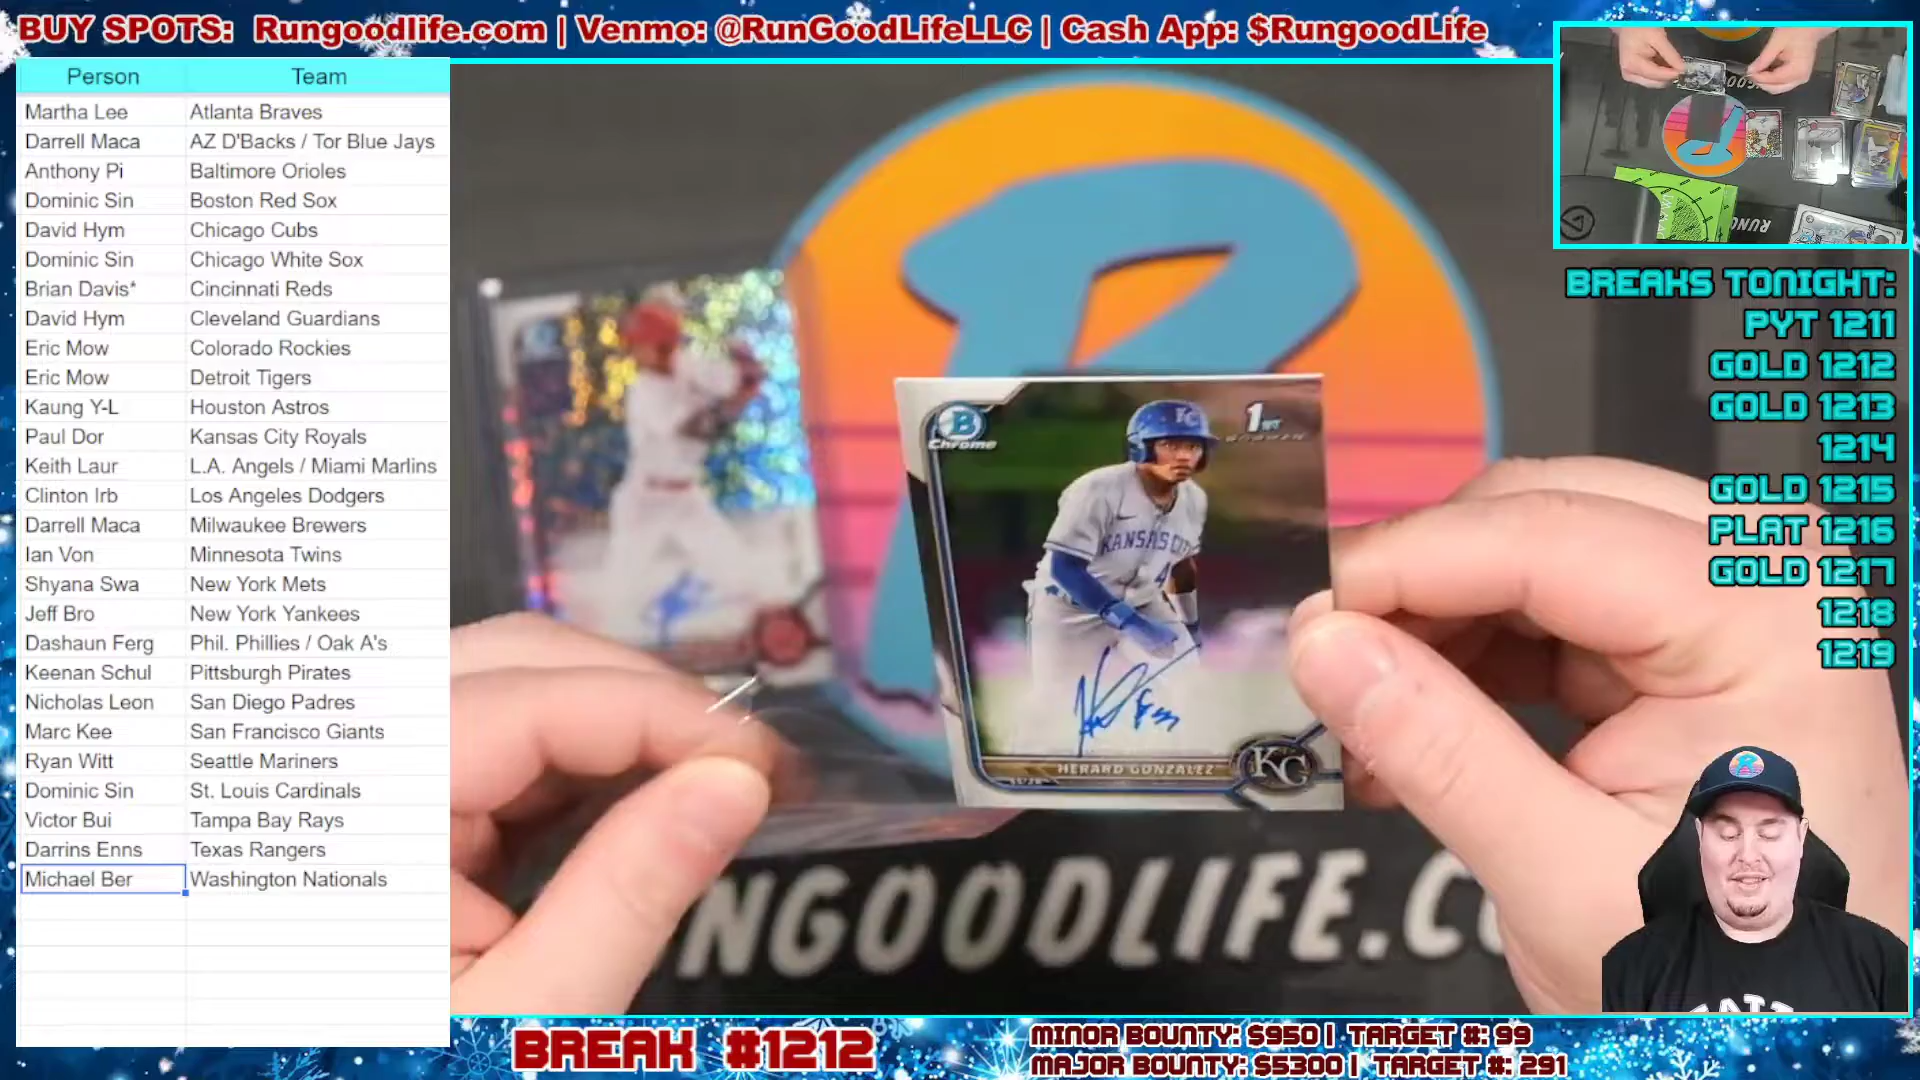 BUY SPOTS: Rungoodlife.com | Venmo: @RunGoodLifeLLC | Cash App: $RungoodLife
Person Team
Martha Lee Atlanta Braves
Darrell Maca AZ D'Backs / Tor Blue Jays
Anthony Pi Baltimore Orioles
Dominic Sin Boston Red Sox
David Hym Chicago Cubs
Dominic Sin Chicago White Sox
Brian Davis* Cincinnati Reds
David Hym Cleveland Guardians
Eric Mow Colorado Rockies
Eric Mow Detroit Tigers
Kaung Y-L Houston Astros
Paul Dor Kansas City Royals
Keith Laur L.A. Angels / Miami Marlins
Clinton Irb Los Angeles Dodgers
Darrell Maca Milwaukee Brewers
Ian Von Minnesota Twins
Shyana Swa New York Mets
Jeff Bro New York Yankees
Dashaun Ferg Phil. Phillies / Oak A's
Keenan Schul Pittsburgh Pirates
Nicholas Leon San Diego Padres
Marc Kee San Francisco Giants
Ryan Witt Seattle Mariners
Dominic Sin St. Louis Cardinals
Victor Bui Tampa Bay Rays
Darrins Enns Texas Rangers
Michael Ber Washington Nationals
B
Chrome
1st
BOWMAN
KC
KANSAS CITY
4
HERARD GONZALEZ
KC
NGOODLIFE.C
BREAKS TONIGHT:
PYT 1211
GOLD 1212
GOLD 1213
1214
GOLD 1215
PLAT 1216
GOLD 1217
1218
1219
BREAK #1212
MINOR BOUNTY: $950 | TARGET #: 99
MAJOR BOUNTY: $5300 | TARGET #: 291